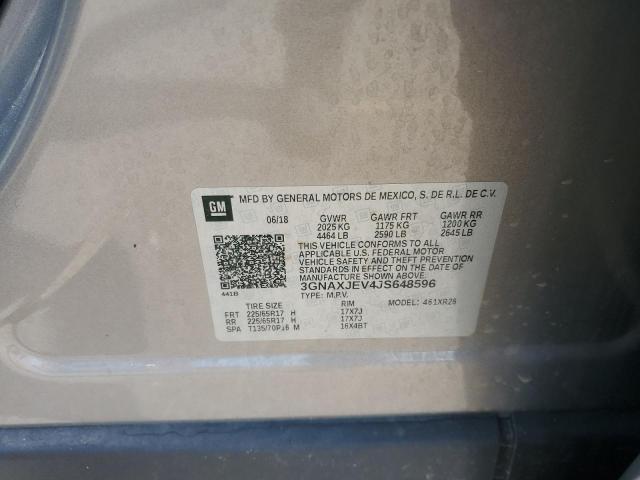 GM
MFD BY GENERAL MOTORS DE MEXICO, S. DE R.L. DE C.V.
06/18 GVWR GAWR FRT GAWR RR
2025 KG 1175 KG 1200 KG
4464 LB 2590 LB 2645 LB
THIS VEHICLE CONFORMS TO ALL
APPLICABLE U.S. FEDERAL MOTOR
VEHICLE SAFETY AND THEFT PREVENTION
STANDARDS IN EFFECT ON THE DATE OF
MANUFACTURE SHOWN ABOVE.
3GNAXJEV4JS648596
441B TYPE: M.P.V. MODEL: 461XR26
RIM
FRT 225/65R17 H 17X7J
RR 225/65R17 H 17X7J
SPA T135/70R16 M 16X4BT